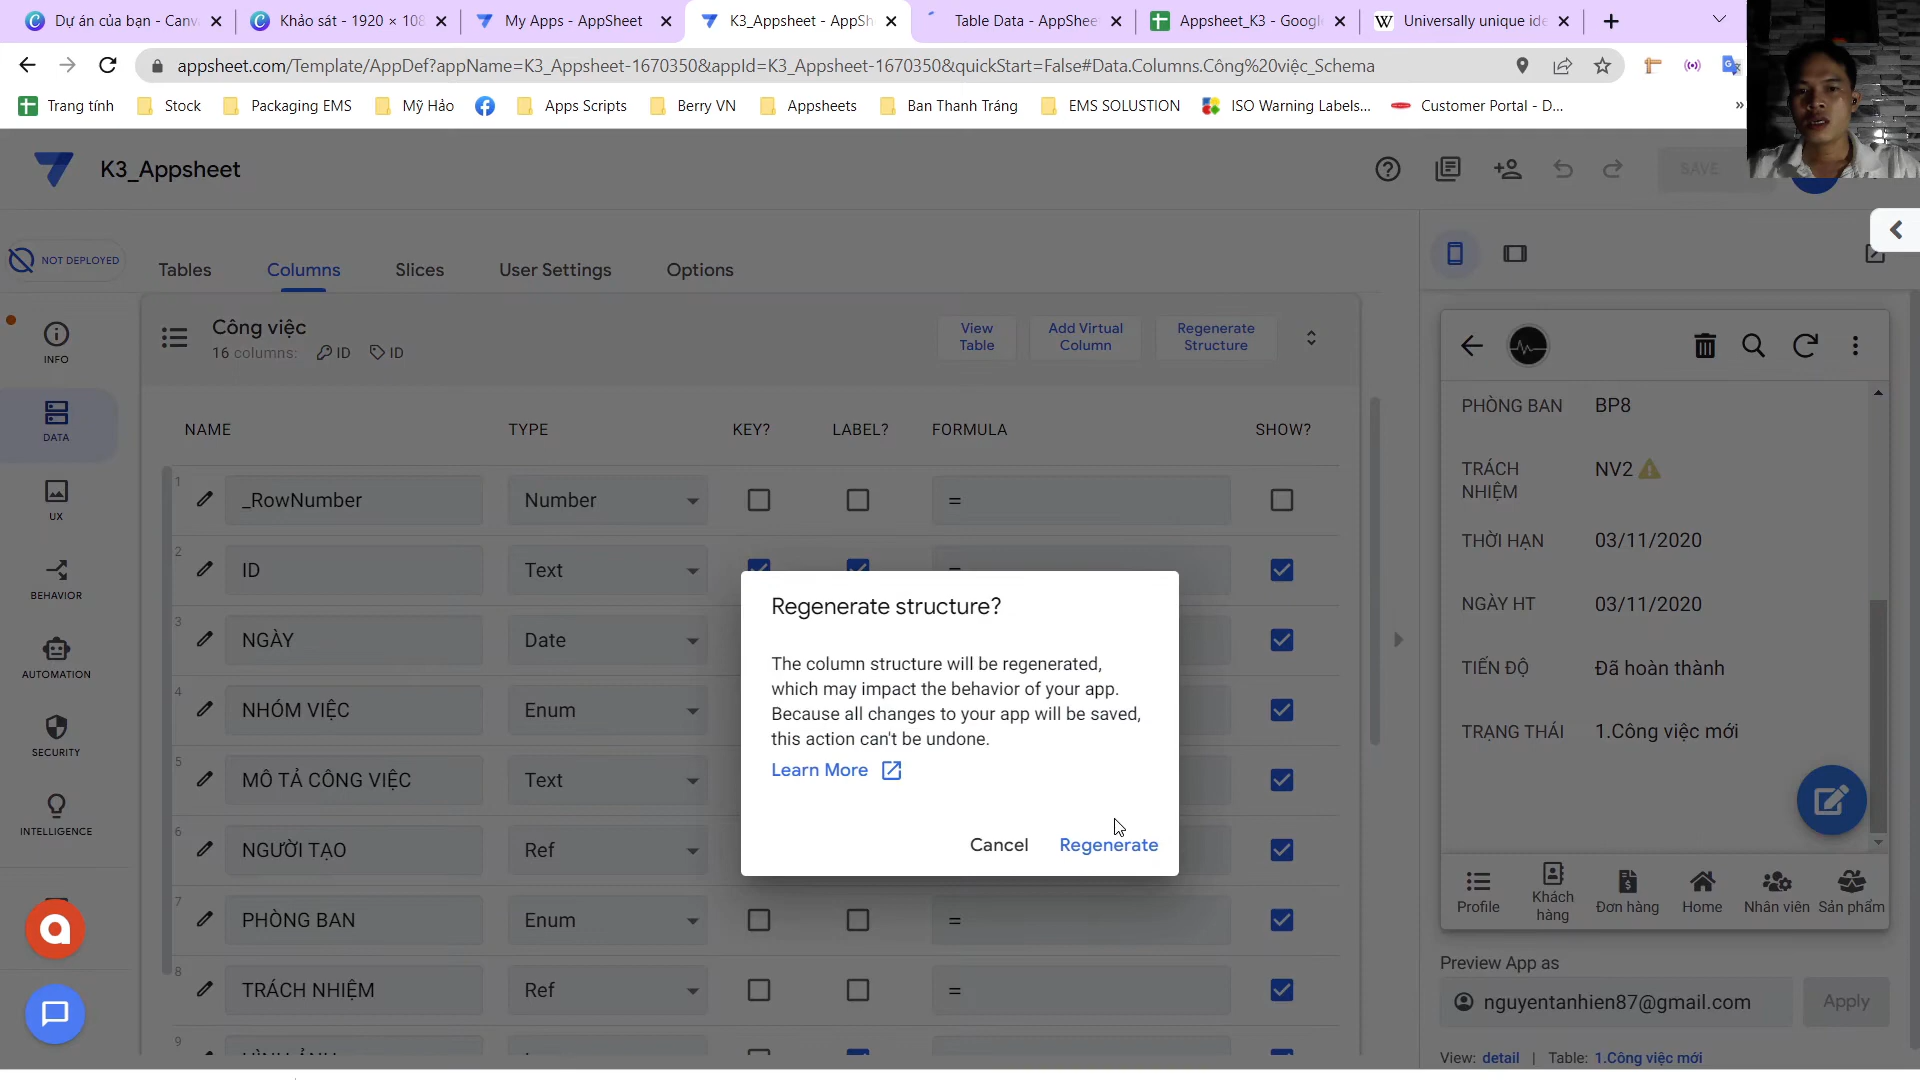 Dự án của bạn - Canv
Khảo sát - 1920 × 108
My Apps - AppSheet
K3_Appsheet - AppSh
Table Data - AppShee
Appsheet_K3 - Googl
Universally unique ide
appsheet.com/Template/AppDef?appName=K3_Appsheet-1670350&appId=K3_Appsheet-1670350&quickStart=False#Data.Columns.Công%20việc_Schema
Trang tính
Stock
Packaging EMS
Mỹ Hảo
Apps Scripts
Berry VN
Appsheets
Ban Thanh Tráng
EMS SOLUSTION
ISO Warning Labels...
Customer Portal - D...
»
K3_Appsheet
SAVE
NOT DEPLOYED
Tables
Columns
Slices
User Settings
Options
INFO
DATA
UX
BEHAVIOR
AUTOMATION
SECURITY
INTELLIGENCE
Công việc
16 columns: ID ID
View
Table
Add Virtual
Column
Regenerate
Structure
NAME
TYPE
KEY?
LABEL?
FORMULA
SHOW?
1 _RowNumber Number =
2 ID Text =
3 NGÀY Date
4 NHÓM VIỆC Enum
5 MÔ TẢ CÔNG VIỆC Text
6 NGƯỜI TẠO Ref
7 PHÒNG BAN Enum =
8 TRÁCH NHIỆM Ref =
9
Regenerate structure?
The column structure will be regenerated,
which may impact the behavior of your app.
Because all changes to your app will be saved,
this action can't be undone.
Learn More
Cancel
Regenerate
PHÒNG BAN BP8
TRÁCH
NHIỆM
NV2
THỜI HẠN 03/11/2020
NGÀY HT 03/11/2020
TIẾN ĐỘ Đã hoàn thành
TRẠNG THÁI 1.Công việc mới
Profile
Khách
hàng
Đơn hàng
Home
Nhân viên
Sản phẩm
Preview App as
nguyentanhien87@gmail.com
Apply
View: detail | Table: 1.Công việc mới